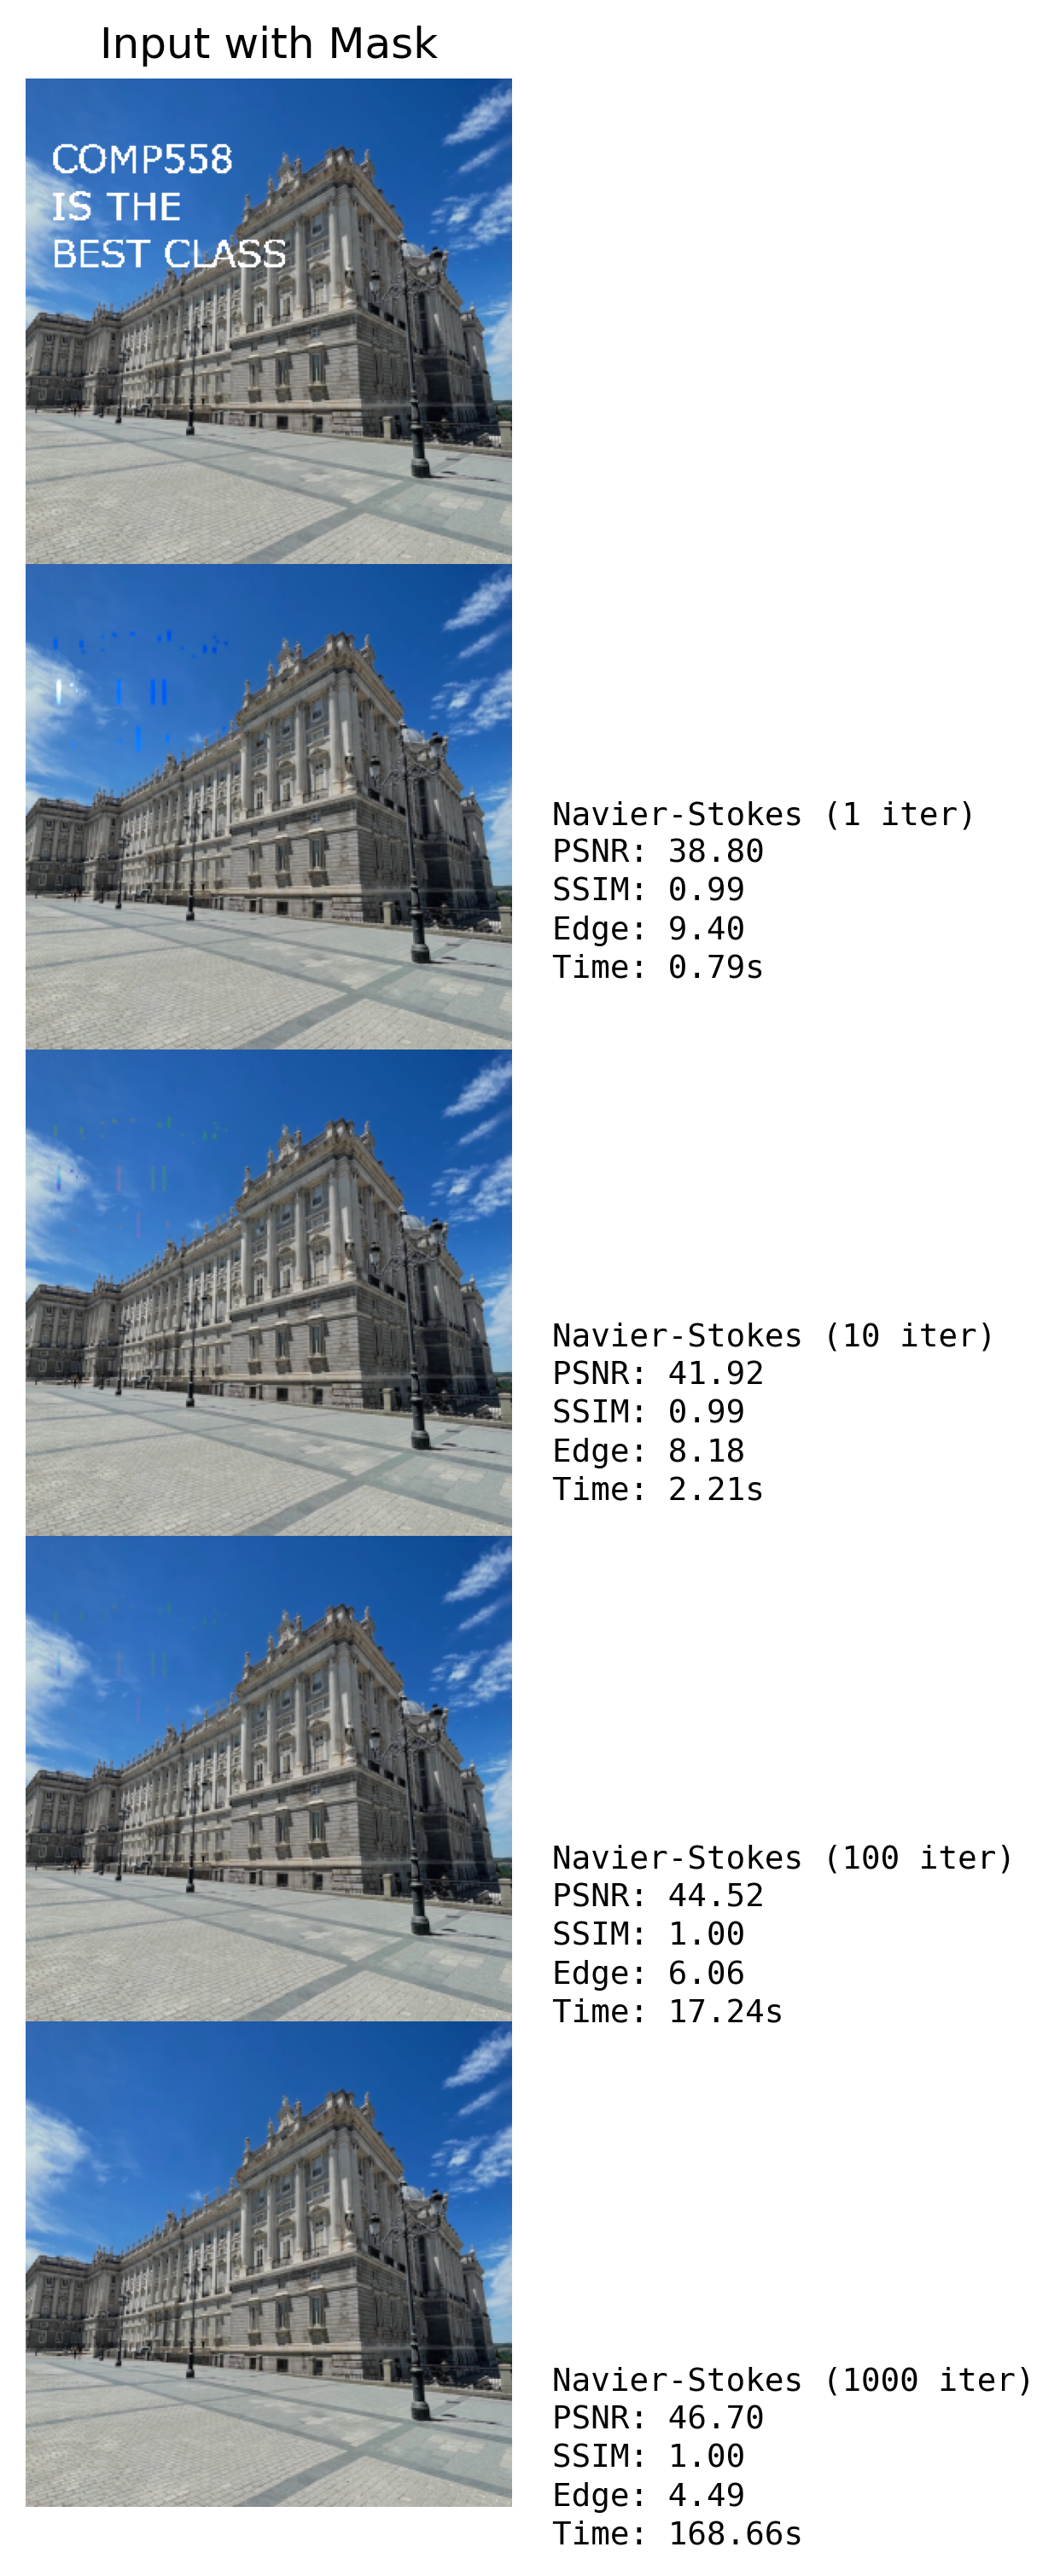 Input with Mask
COMP558
IS THE
BEST CLASS
Navier-Stokes (1 iter)
PSNR: 38.80
SSIM: 0.99
Edge: 9.40
Time: 0.79s
Navier-Stokes (10 iter)
PSNR: 41.92
SSIM: 0.99
Edge: 8.18
Time: 2.21s
Navier-Stokes (100 iter)
PSNR: 44.52
SSIM: 1.00
Edge: 6.06
Time: 17.24s
Navier-Stokes (1000 iter)
PSNR: 46.70
SSIM: 1.00
Edge: 4.49
Time: 168.66s